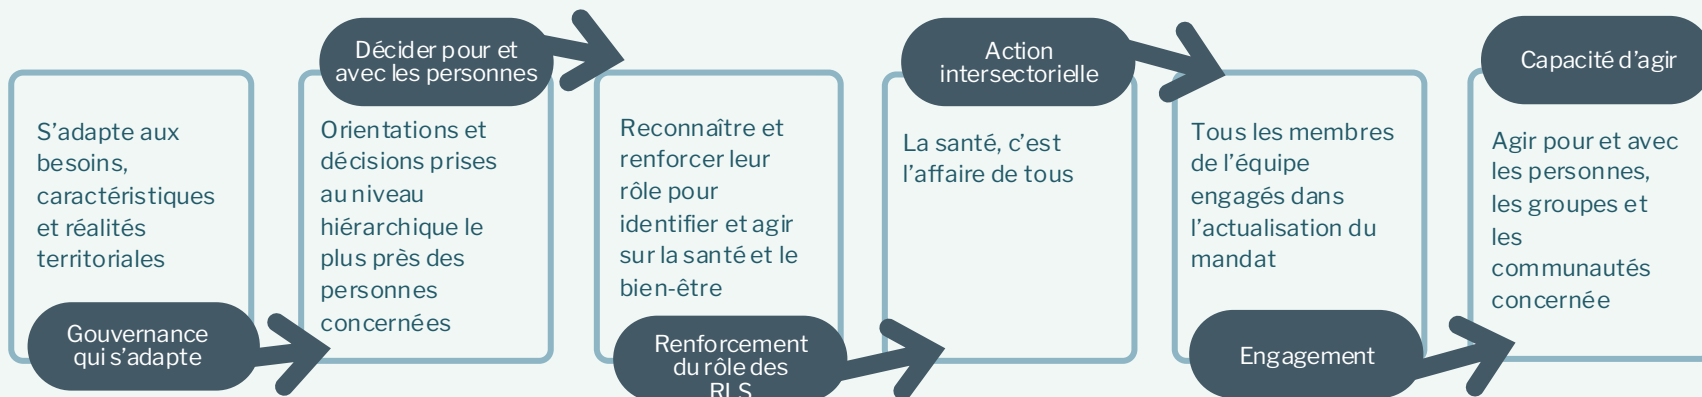 S'adapte aux
besoins,
caractéristiques
et réalités
territoriales
Gouvernance
qui s'adapte
Décider pour et
avec les personnes
Orientations et
décisions prises
au niveau
hiérarchique le
plus près des
personnes
concernées
Reconnaître et
renforcer leur
rôle pour
identifier et agir
sur la santé et le
bien-être
Renforcement
du rôle des
RLS
Action
intersectorielle
La santé, c'est
l'affaire de tous
Tous les membres
de l'équipe
engagés dans
l'actualisation du
mandat
Engagement
Capacité d'agir
Agir pour et avec
les personnes,
les groupes et
les
communautés
concernée